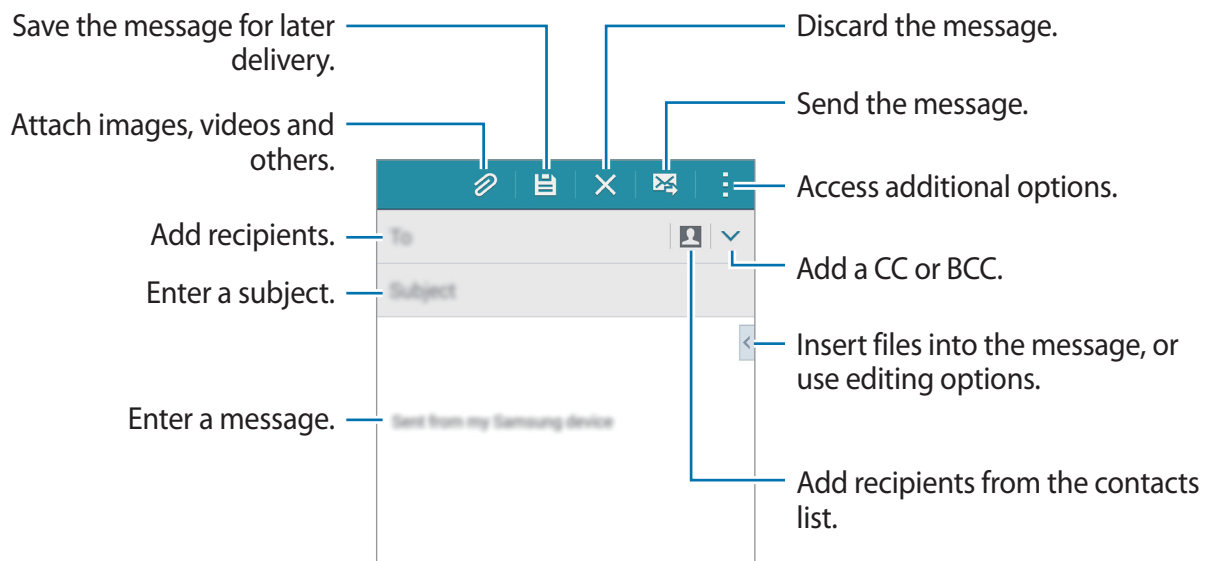 Save the message for later
delivery.
Attach images, videos and
others.
Add recipients.
Enter a subject.
Enter a message.
Discard the message.
Send the message.
Access additional options.
Add a CC or BCC.
Insert files into the message, or
use editing options.
Add recipients from the contacts
list.
To
Subject
Sent from my Samsung device